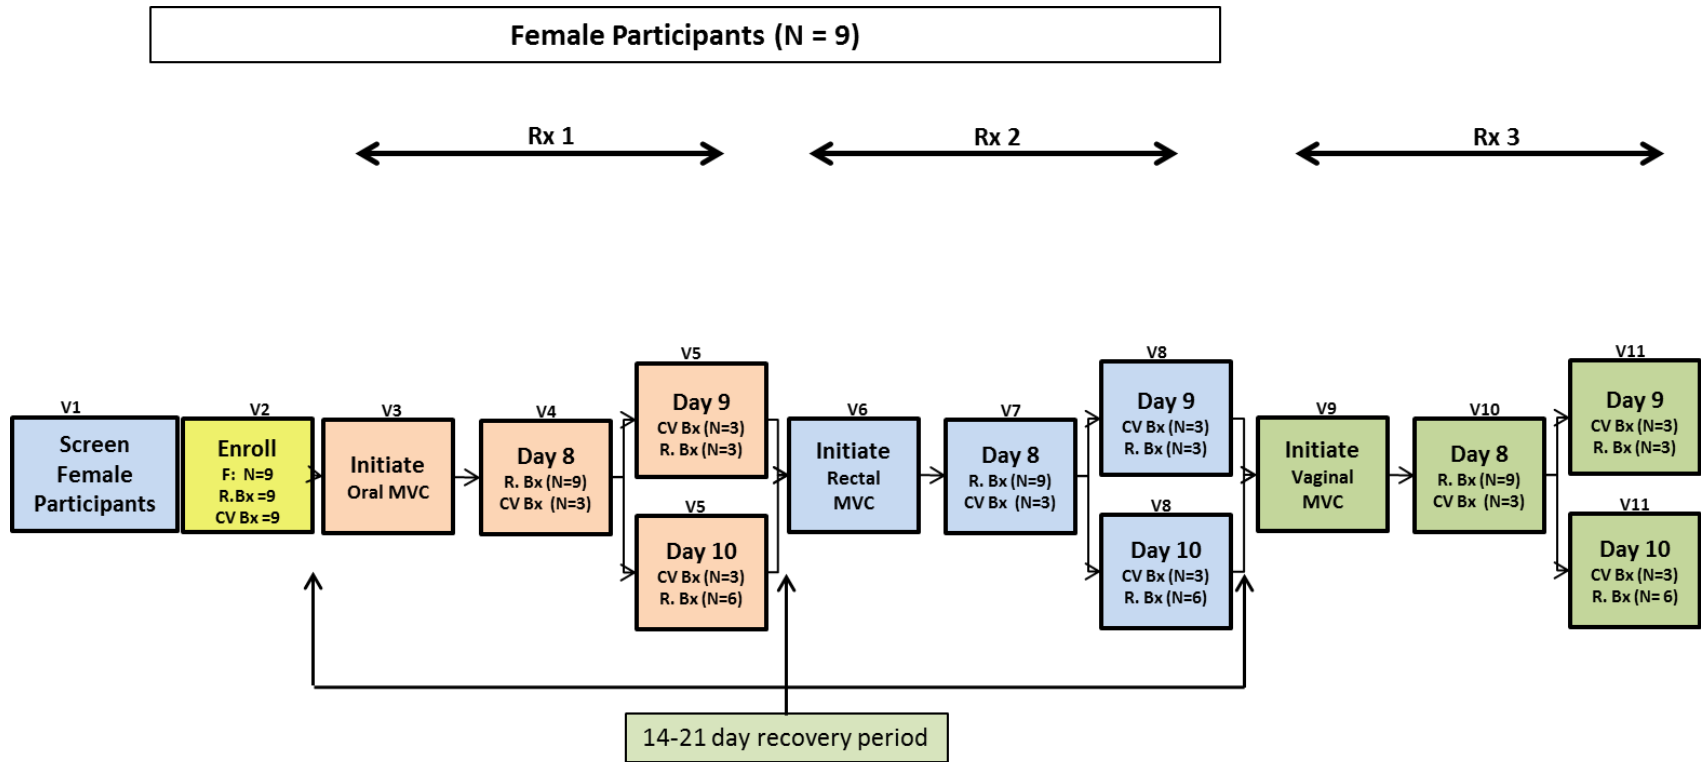 Female Participants (N = 9)
Rx 1
Rx 2
Rx 3
V1
Screen
Female
Participants
V2
Enroll
F: N=9
R.Bx =9
CV Bx =9
V3
Initiate
Oral MVC
V4
Day 8
R. Bx (N=9)
CV Bx (N=3)
V5
Day 9
CV Bx (N=3)
R. Bx (N=3)
V5
Day 10
CV Bx (N=3)
R. Bx (N=6)
V6
Initiate
Rectal
MVC
V7
Day 8
R. Bx (N=9)
CV Bx (N=3)
V8
Day 9
CV Bx (N=3)
R. Bx (N=3)
V8
Day 10
CV Bx (N=3)
R. Bx (N=6)
V9
Initiate
Vaginal
MVC
V10
Day 8
R. Bx (N=9)
CV Bx (N=3)
V11
Day 9
CV Bx (N=3)
R. Bx (N=3)
V11
Day 10
CV Bx (N=3)
R. Bx (N= 6)
14-21 day recovery period